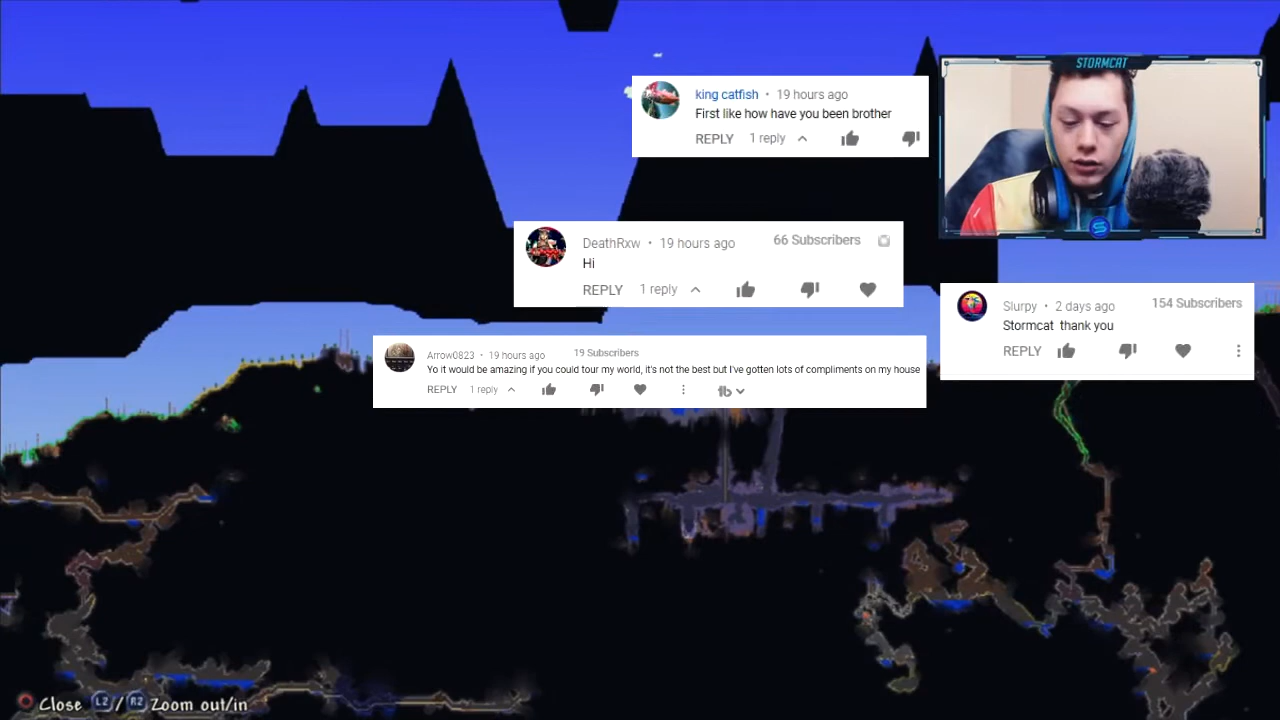 STORMCAT
king catfish • 19 hours ago
First like how have you been brother
REPLY 1 reply
DeathRxw • 19 hours ago 66 Subscribers
Hi
REPLY 1 reply
Slurpy • 2 days ago 154 Subscribers
Stormcat thank you
REPLY
Arrow0823 • 19 hours ago 19 Subscribers
Yo it would be amazing if you could tour my world, it's not the best but I've gotten lots of compliments on my house
REPLY 1 reply
Close L2/R2 Zoom out/in